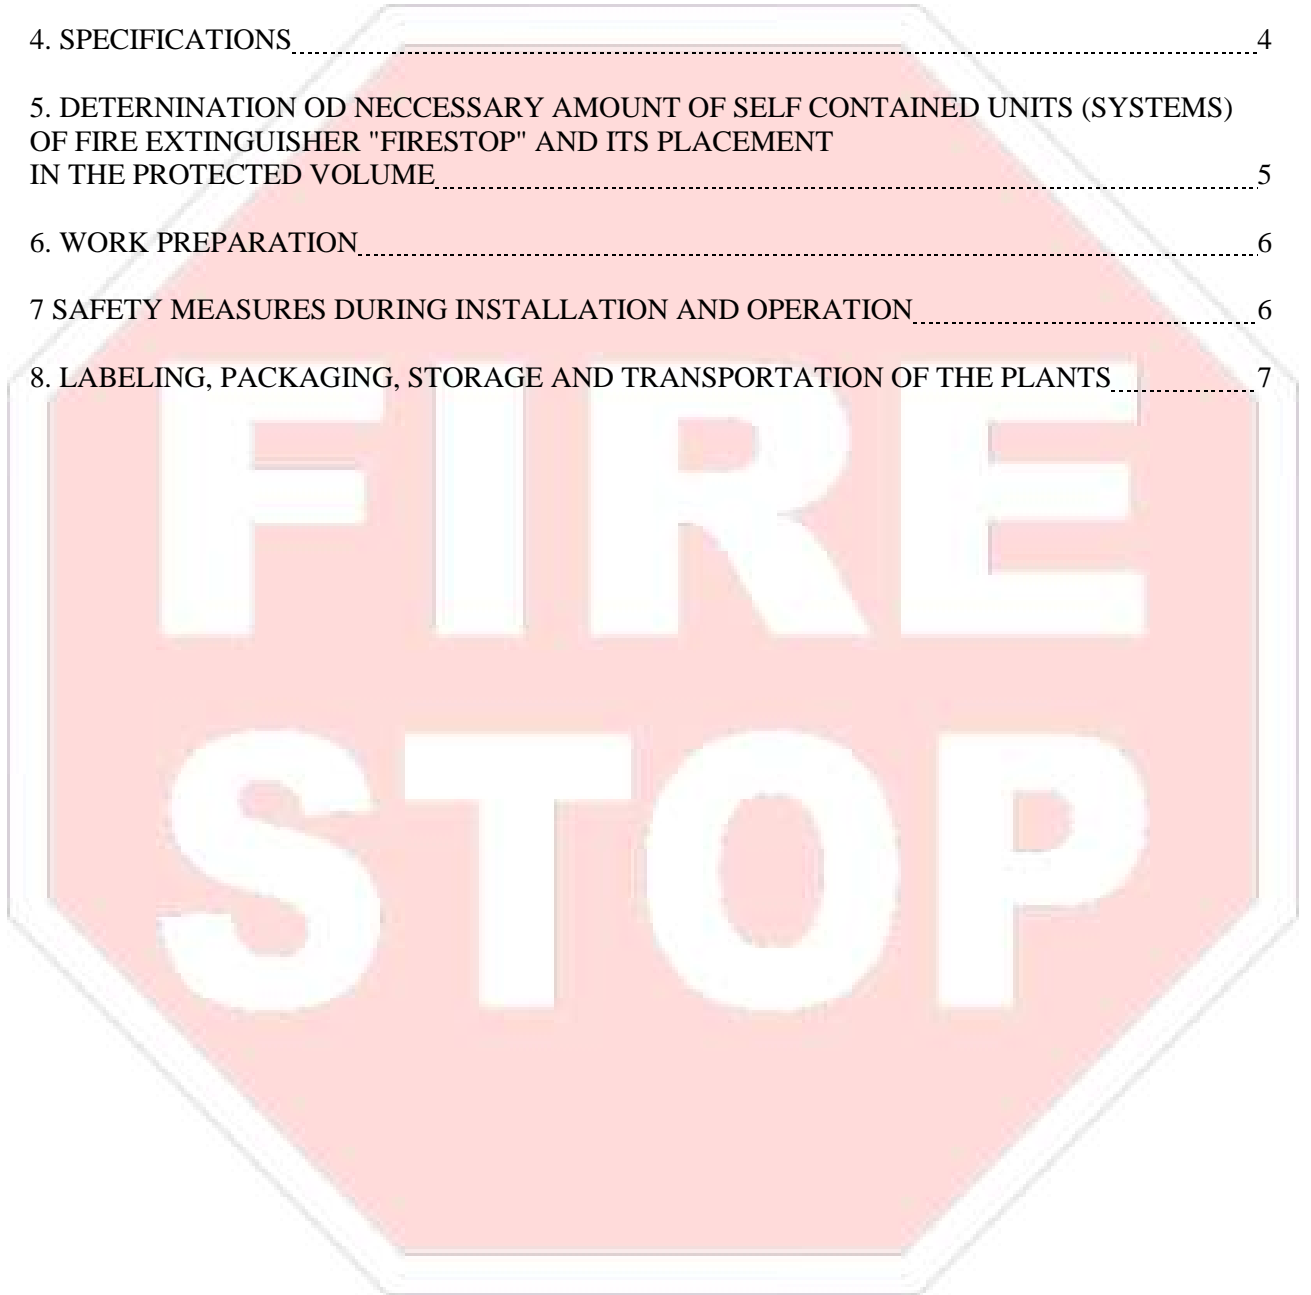 4. SPECIFICATIONS 4
5. DETERNINATION OD NECCESSARY AMOUNT OF SELF CONTAINED UNITS (SYSTEMS)
OF FIRE EXTINGUISHER "FIRESTOP" AND ITS PLACEMENT
IN THE PROTECTED VOLUME 5
6. WORK PREPARATION 6
7 SAFETY MEASURES DURING INSTALLATION AND OPERATION 6
8. LABELING, PACKAGING, STORAGE AND TRANSPORTATION OF THE PLANTS 7
FIRE
STOP